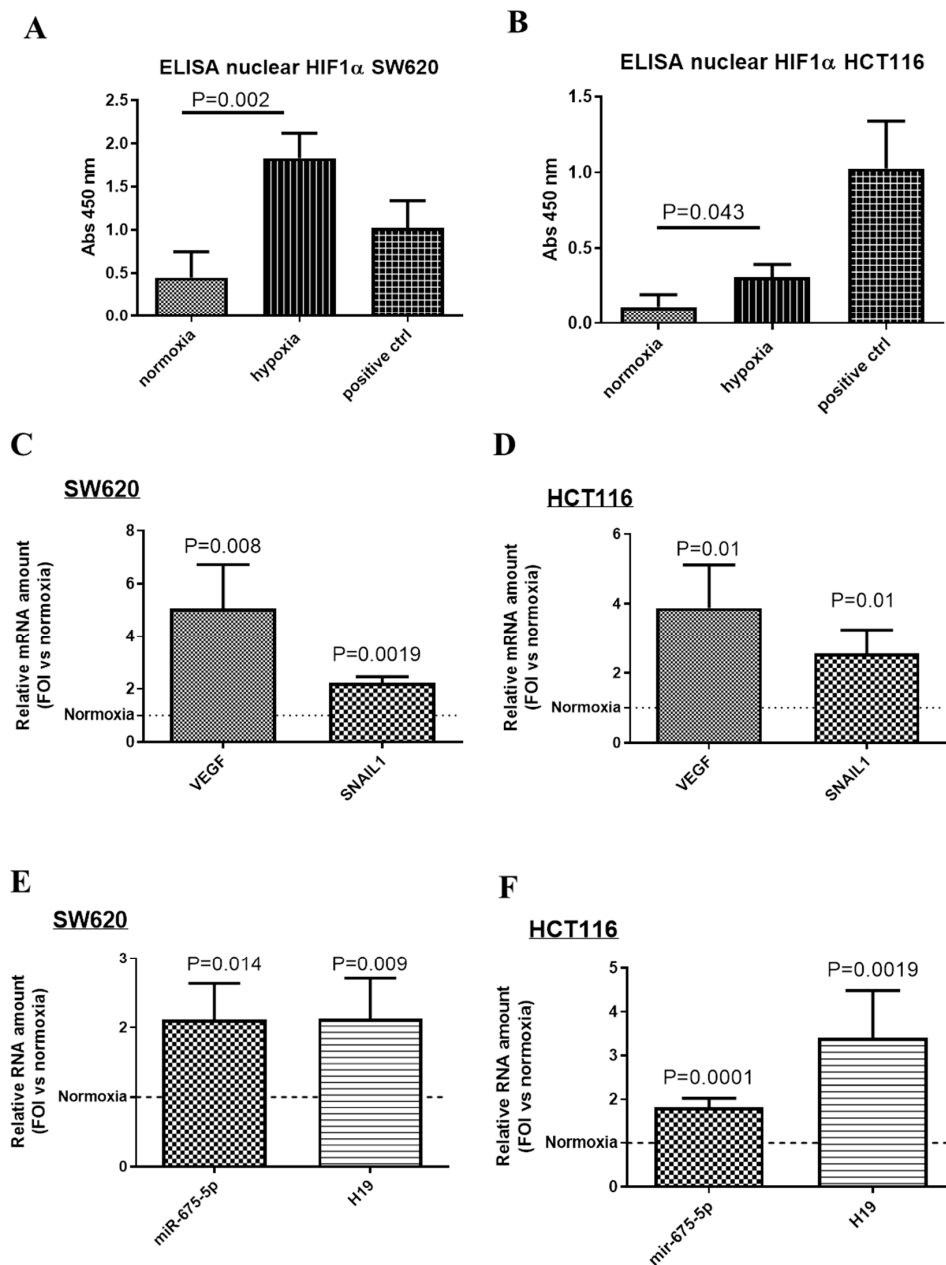 A
ELISA nuclear HIF1α SW620
P=0.002
Abs 450 nm
2.5
2.0
1.5
1.0
0.5
0.0
normoxia
hypoxia
positive ctrl
B
ELISA nuclear HIF1α HCT116
P=0.043
Abs 450 nm
1.5
1.0
0.5
0.0
normoxia
hypoxia
positive ctrl
C
SW620
Relative mRNA amount
(FOI vs normoxia)
8
6
4
2
Normoxia
0
P=0.008
P=0.0019
VEGF
SNAIL1
D
HCT116
Relative mRNA amount
(FOI vs normoxia)
6
4
2
Normoxia
0
P=0.01
P=0.01
VEGF
SNAIL1
E
SW620
Relative RNA amount
(FOI vs normoxia)
3
2
Normoxia
0
P=0.014
P=0.009
miR-675-5p
H19
F
HCT116
Relative RNA amount
(FOI vs normoxia)
5
4
3
2
Normoxia
0
P=0.0001
P=0.0019
mir-675-5p
H19